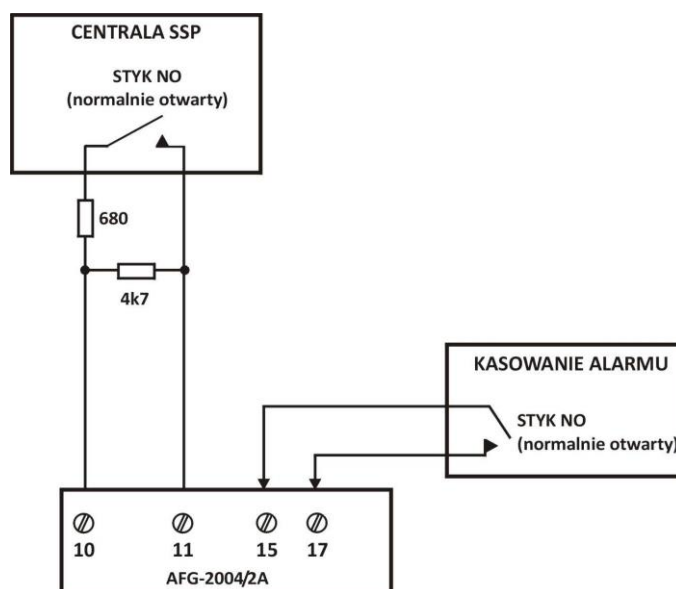 CENTRALA SSP
STYK NO
(normalnie otwarty)
680
4k7
KASOWANIE ALARMU
STYK NO
(normalnie otwarty)
10 11 15 17
AFG-2004/2A